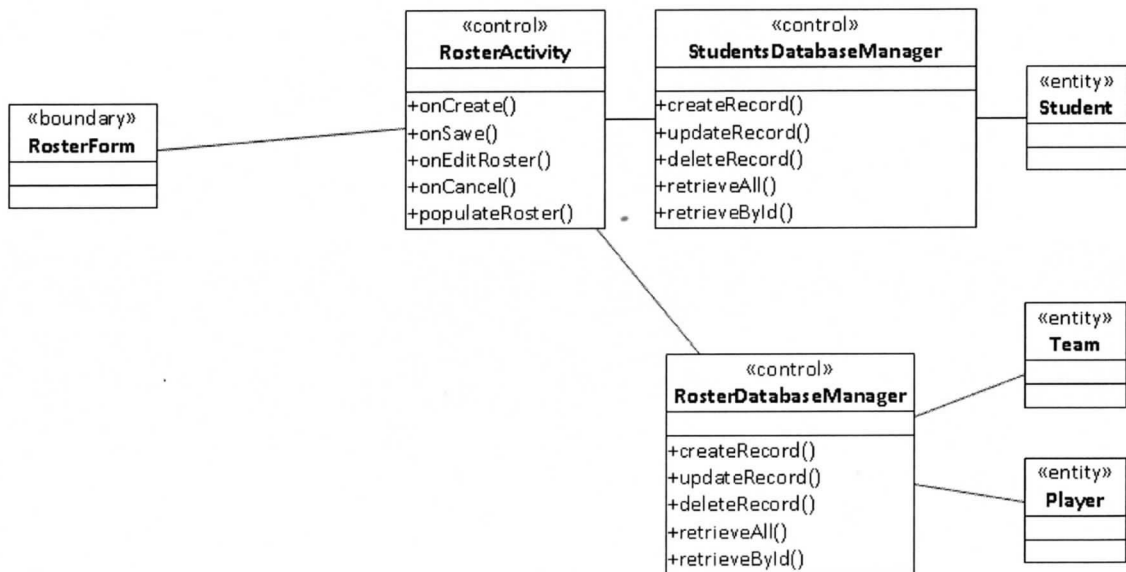 «boundary»
RosterForm
«control»
RosterActivity
+onCreate()
+onSave()
+onEditRoster()
+onCancel()
+populateRoster()
«control»
StudentsDatabaseManager
+createRecord()
+updateRecord()
+deleteRecord()
+retrieveAll()
+retrieveById()
«entity»
Student
«control»
RosterDatabaseManager
+createRecord()
+updateRecord()
+deleteRecord()
+retrieveAll()
+retrieveById()
«entity»
Team
«entity»
Player